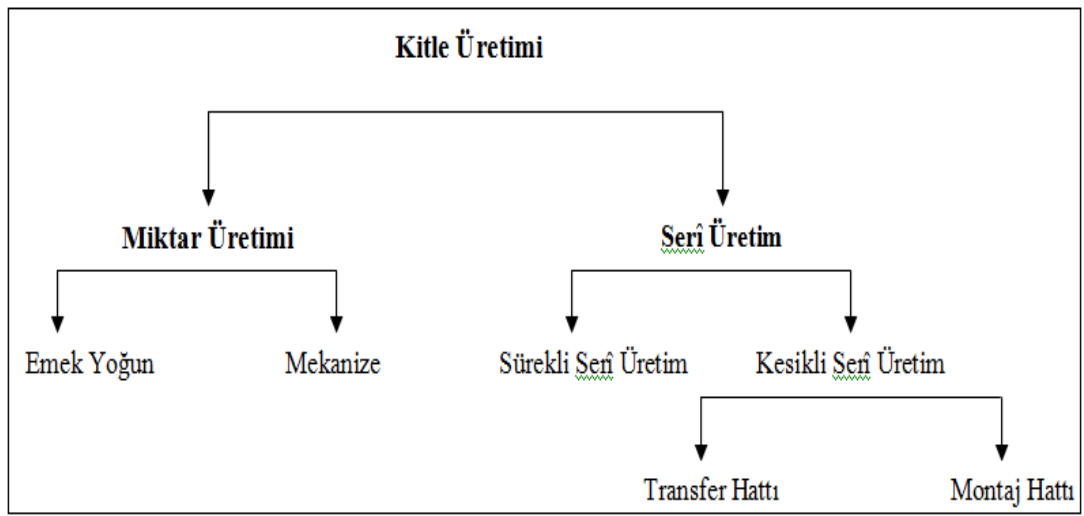 Kitle Üretimi
Miktar Üretimi
Serî Üretim
Emek Yoğun
Mekanize
Sürekli Serî Üretim
Kesikli Serî Üretim
Transfer Hattı
Montaj Hattı